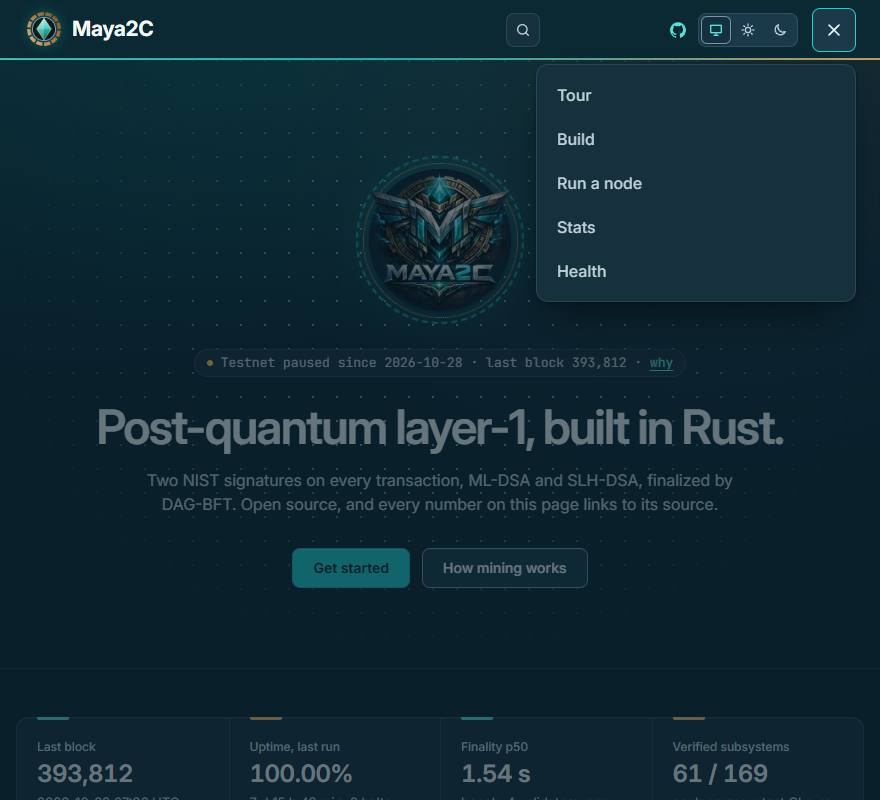 Maya2C
Tour
Build
Run a node
Stats
Health
MAYA2C
Testnet paused since 2026-10-28 · last block 393,812 · why
Post-quantum layer-1, built in Rust.
Two NIST signatures on every transaction, ML-DSA and SLH-DSA, finalized by
DAG-BFT. Open source, and every number on this page links to its source.
Get started
How mining works
Last block
393,812
Uptime, last run
100.00%
Finality p50
1.54 s
Verified subsystems
61 / 169